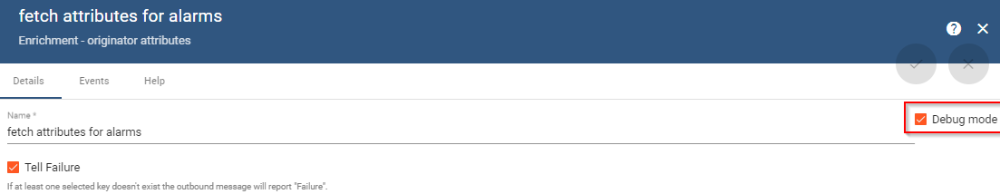 fetch attributes for alarms
Enrichment - originator attributes
?
Details Events Help
Name *
fetch attributes for alarms
Debug mode
Tell Failure
If at least one selected key doesn't exist the outbound message will report "Failure".